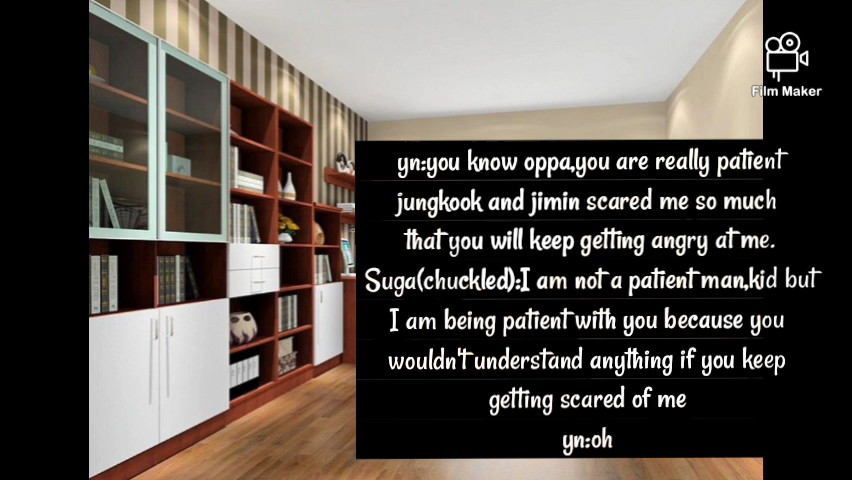 Film Maker
yn:you know oppa,you are really patient
jungkook and jimin scared me so much
that you will keep getting angry at me.
Suga(chuckled):I am not a patient man,kid but
I am being patient with you because you
wouldn't understand anything if you keep
getting scared of me
yn:oh